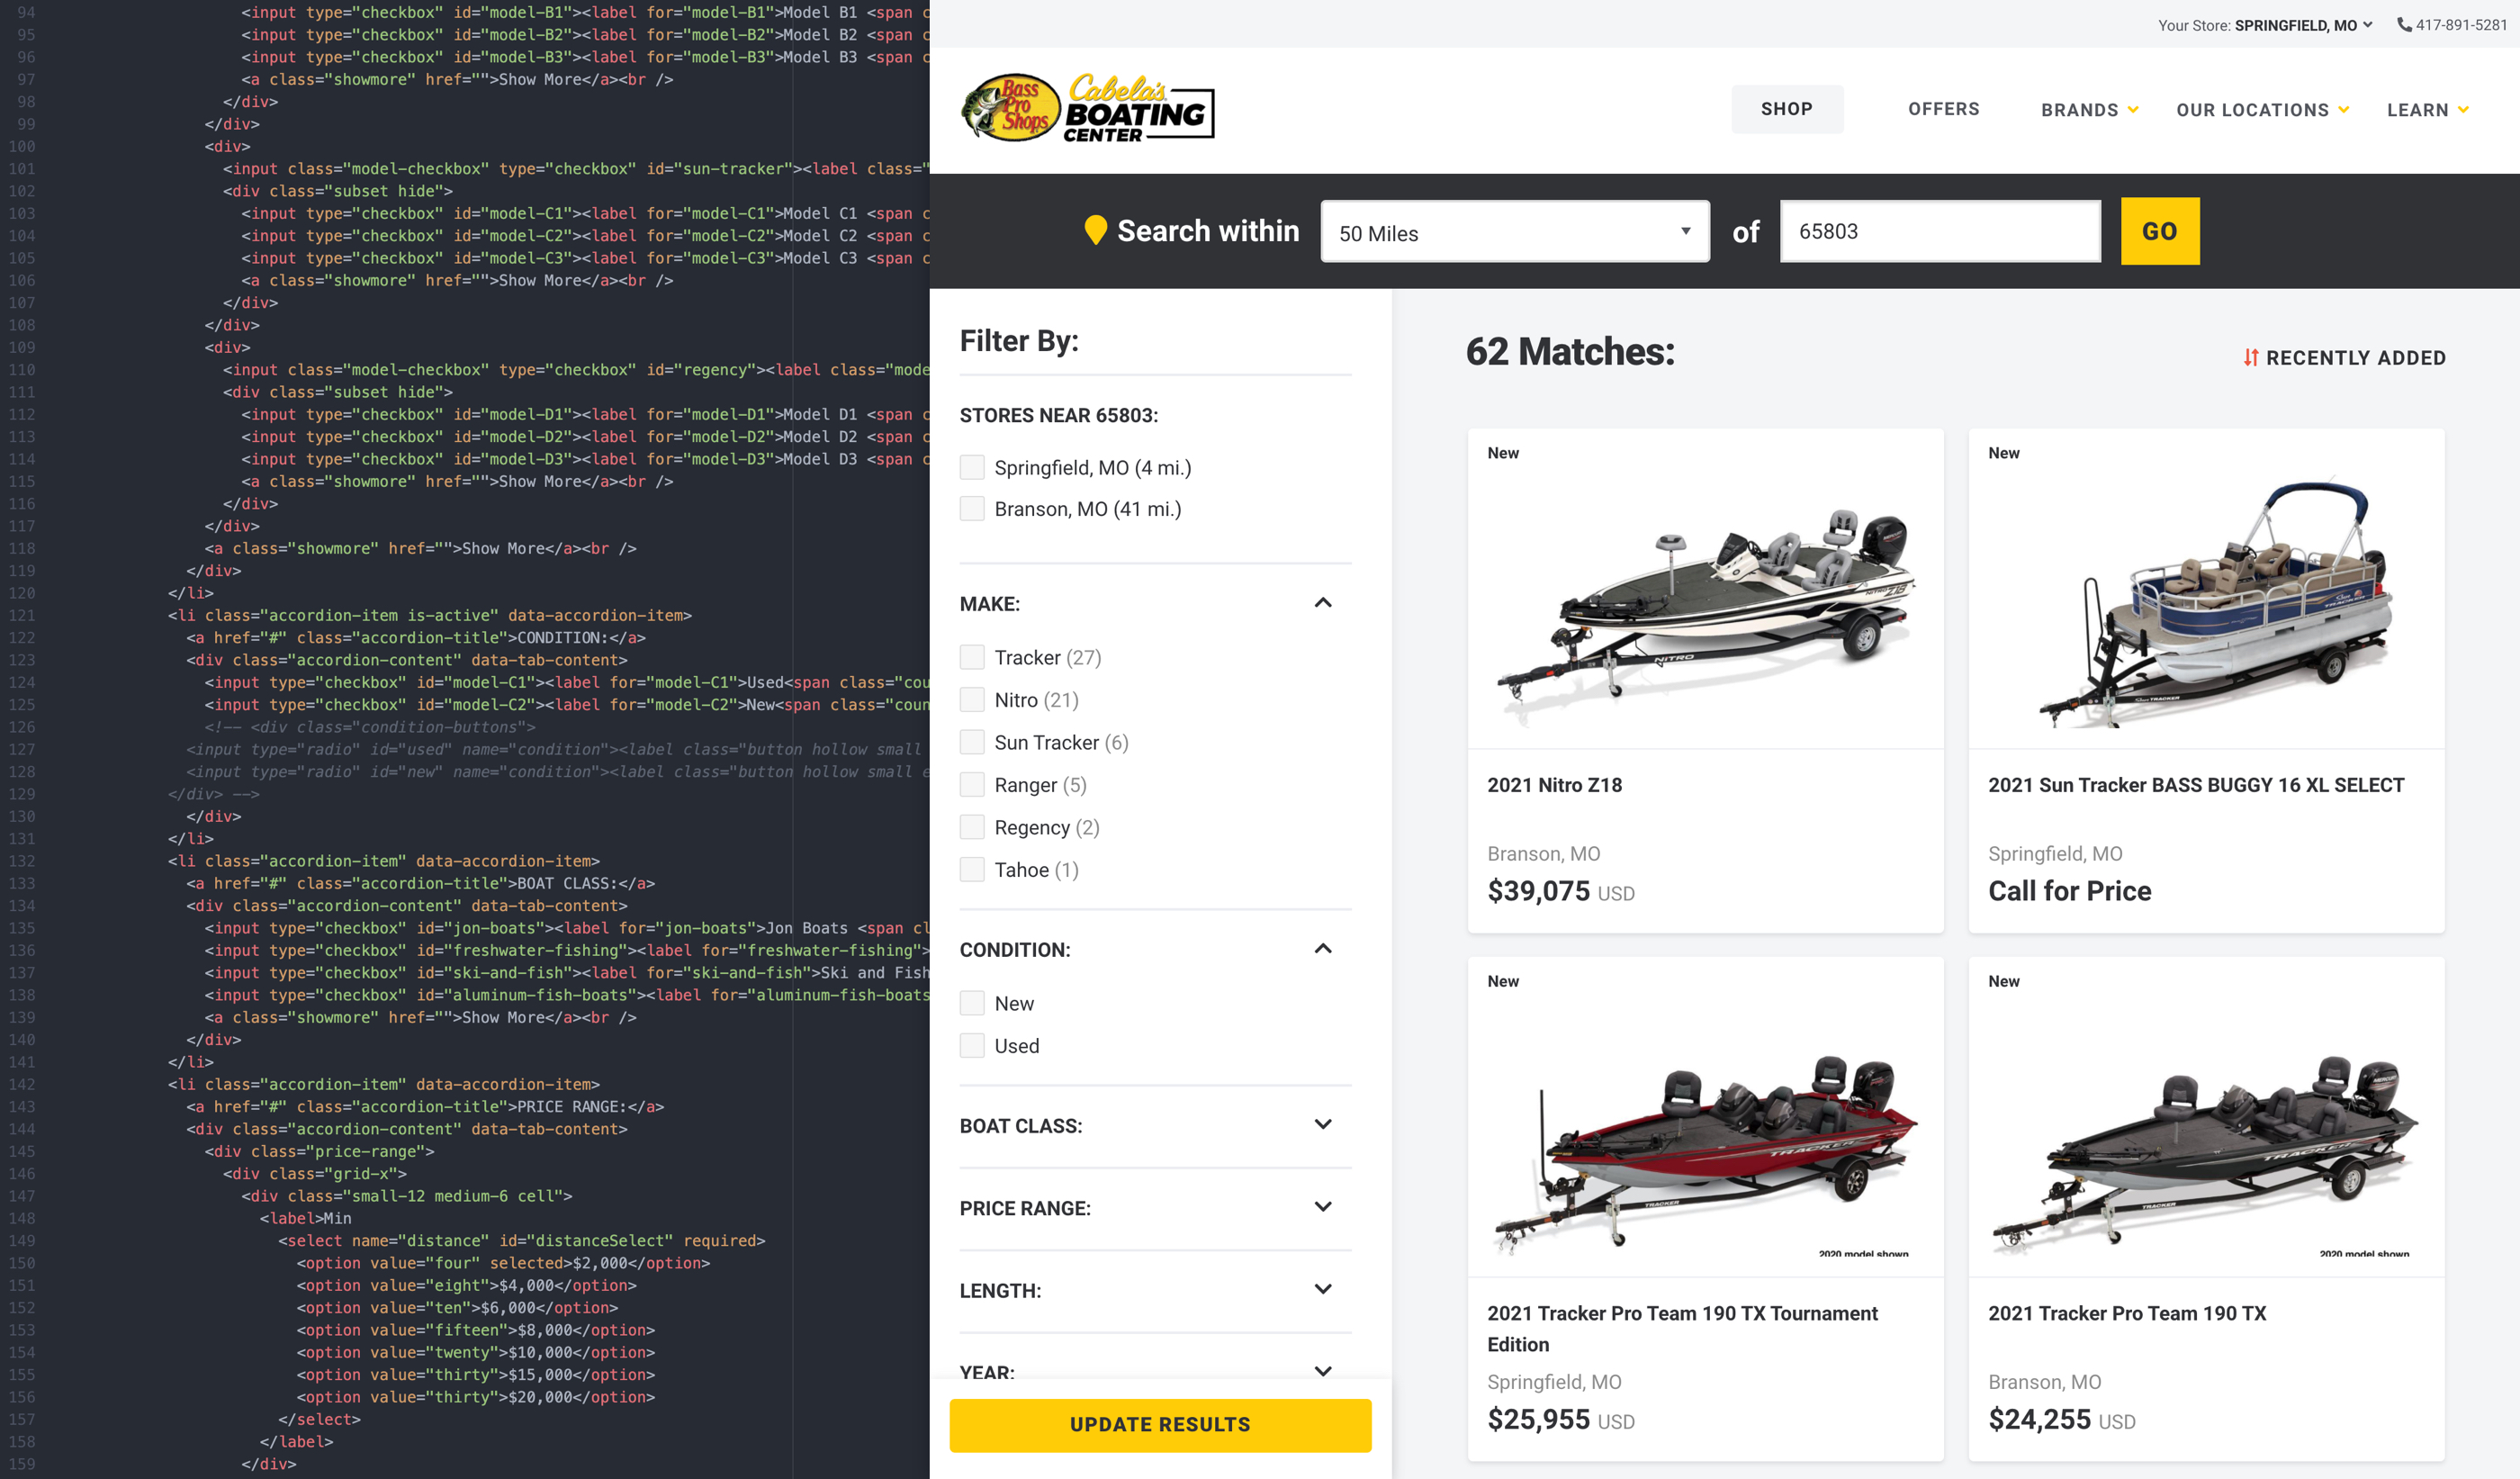 94 <input type="checkbox" id="model-B1"><label for="model-B1">Model B1 <span c
95 <input type="checkbox" id="model-B2"><label for="model-B2">Model B2 <span c
96 <input type="checkbox" id="model-B3"><label for="model-B3">Model B3 <span c
97 <a class="showmore" href="">Show More</a><br />
98 </div>
99 </div>
100 <div>
101 <input class="model-checkbox" type="checkbox" id="sun-tracker"><label class="
102 <div class="subset hide">
103 <input type="checkbox" id="model-C1"><label for="model-C1">Model C1 <span c
104 <input type="checkbox" id="model-C2"><label for="model-C2">Model C2 <span c
105 <input type="checkbox" id="model-C3"><label for="model-C3">Model C3 <span c
106 <a class="showmore" href="">Show More</a><br />
107 </div>
108 </div>
109 <div>
110 <input class="model-checkbox" type="checkbox" id="regency"><label class="mode
111 <div class="subset hide">
112 <input type="checkbox" id="model-D1"><label for="model-D1">Model D1 <span c
113 <input type="checkbox" id="model-D2"><label for="model-D2">Model D2 <span c
114 <input type="checkbox" id="model-D3"><label for="model-D3">Model D3 <span c
115 <a class="showmore" href="">Show More</a><br />
116 </div>
117 </div>
118 <a class="showmore" href="">Show More</a><br />
119 </div>
120 </li>
121 <li class="accordion-item is-active" data-accordion-item>
122 <a href="#" class="accordion-title">CONDITION:</a>
123 <div class="accordion-content" data-tab-content>
124 <input type="checkbox" id="model-C1"><label for="model-C1">Used<span class="cou
125 <input type="checkbox" id="model-C2"><label for="model-C2">New<span class="coun
126 <!-- <div class="condition-buttons">
127 <input type="radio" id="used" name="condition"><label class="button hollow small
128 <input type="radio" id="new" name="condition"><label class="button hollow small e
129 </div> -->
130 </div>
131 </li>
132 <li class="accordion-item" data-accordion-item>
133 <a href="#" class="accordion-title">BOAT CLASS:</a>
134 <div class="accordion-content" data-tab-content>
135 <input type="checkbox" id="jon-boats"><label for="jon-boats">Jon Boats <span cl
136 <input type="checkbox" id="freshwater-fishing"><label for="freshwater-fishing">
137 <input type="checkbox" id="ski-and-fish"><label for="ski-and-fish">Ski and Fish
138 <input type="checkbox" id="aluminum-fish-boats"><label for="aluminum-fish-boats
139 <a class="showmore" href="">Show More</a><br />
140 </div>
141 </li>
142 <li class="accordion-item" data-accordion-item>
143 <a href="#" class="accordion-title">PRICE RANGE:</a>
144 <div class="accordion-content" data-tab-content>
145 <div class="price-range">
146 <div class="grid-x">
147 <div class="small-12 medium-6 cell">
148 <label>Min
149 <select name="distance" id="distanceSelect" required>
150 <option value="four" selected>$2,000</option>
151 <option value="eight">$4,000</option>
152 <option value="ten">$6,000</option>
153 <option value="fifteen">$8,000</option>
154 <option value="twenty">$10,000</option>
155 <option value="thirty">$15,000</option>
156 <option value="thirty">$20,000</option>
157 </select>
158 </label>
159 </div>
Your Store: SPRINGFIELD, MO 417-891-5281
Bass Pro Shops Cabela's BOATING CENTER
SHOP OFFERS BRANDS OUR LOCATIONS LEARN
Search within 50 Miles of 65803 GO
Filter By:
STORES NEAR 65803:
Springfield, MO (4 mi.)
Branson, MO (41 mi.)
MAKE:
Tracker (27)
Nitro (21)
Sun Tracker (6)
Ranger (5)
Regency (2)
Tahoe (1)
CONDITION:
New
Used
BOAT CLASS:
PRICE RANGE:
LENGTH:
YEAR:
UPDATE RESULTS
62 Matches:
RECENTLY ADDED
New
NITRO Z18
NITRO
2021 Nitro Z18
Branson, MO
$39,075 USD
New
Sun TRACKER
TRACKER
2021 Sun Tracker BASS BUGGY 16 XL SELECT
Springfield, MO
Call for Price
New
TRACKER
TRACKER
2020 model shown
2021 Tracker Pro Team 190 TX Tournament
Edition
Springfield, MO
$25,955 USD
New
MERCURY
TRACKER
TRACKER
2020 model shown
2021 Tracker Pro Team 190 TX
Branson, MO
$24,255 USD